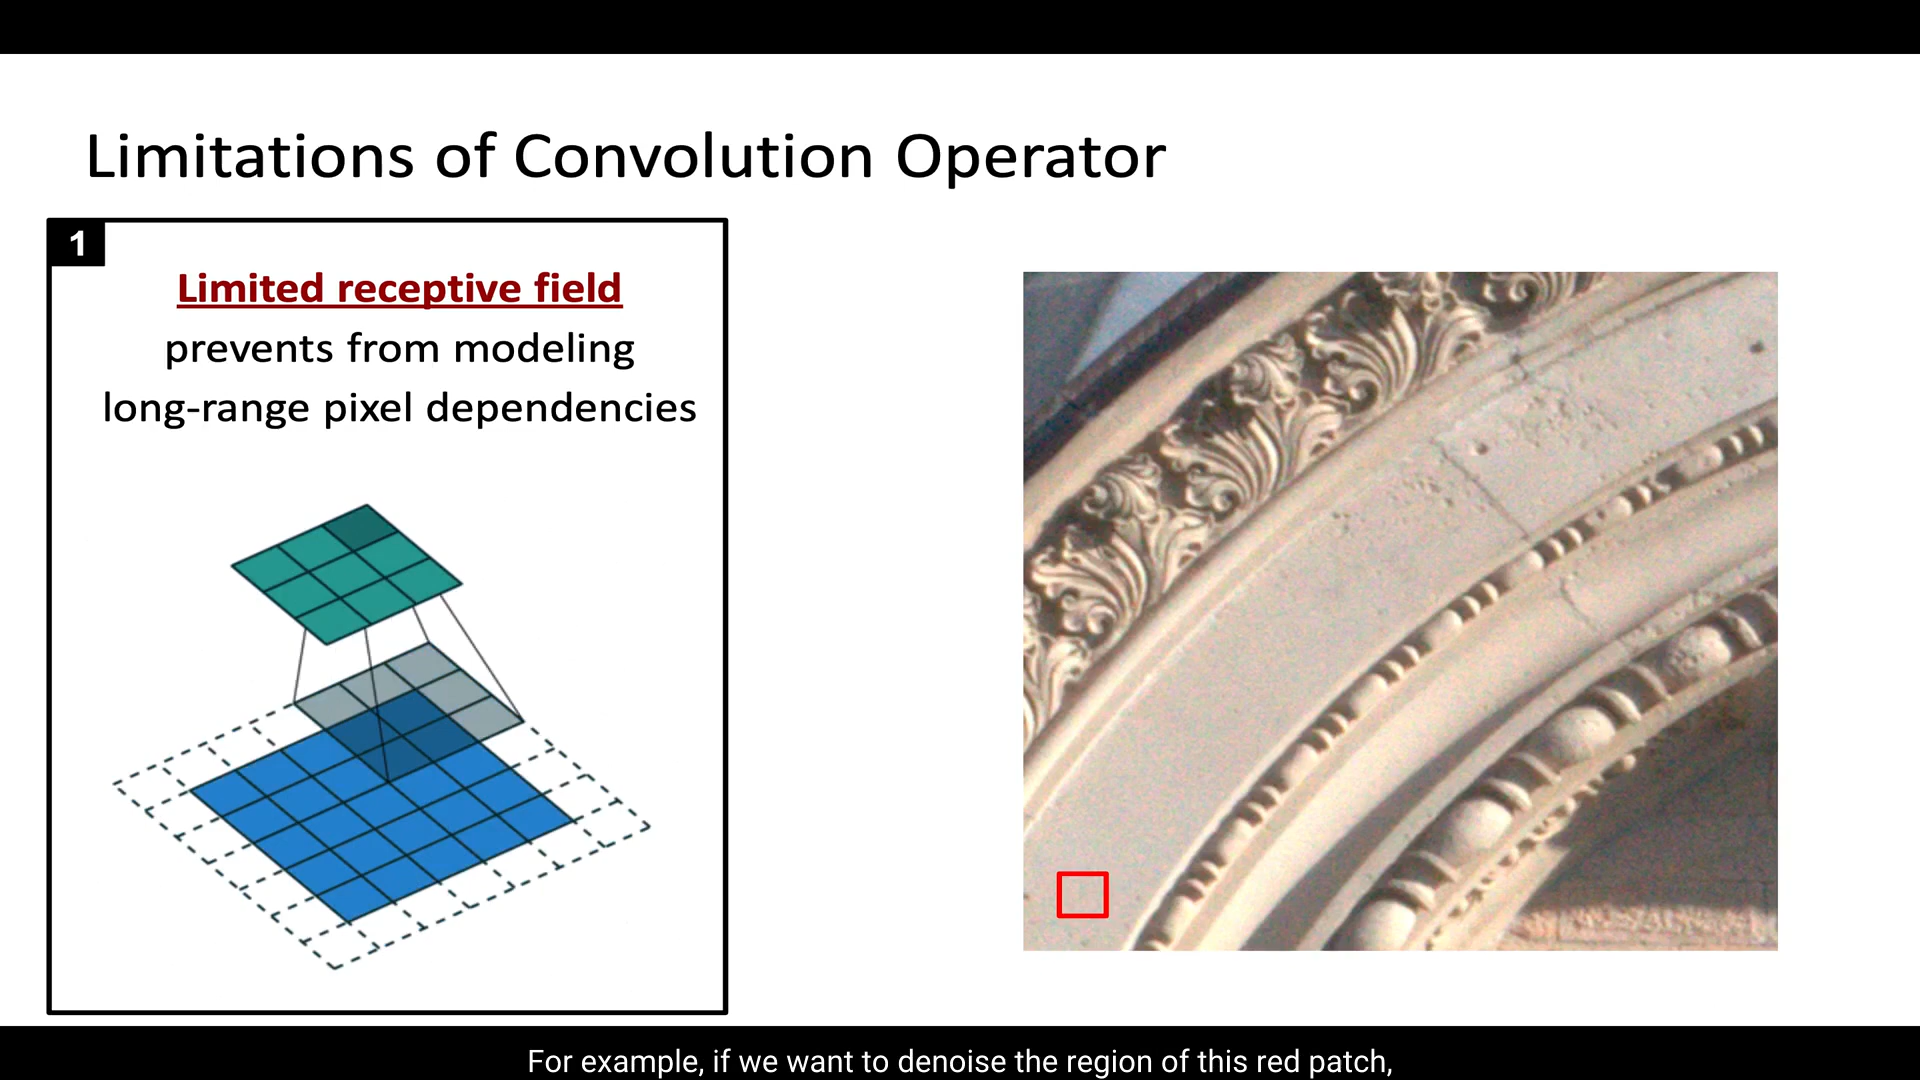 Limitations of Convolution Operator
1
Limited receptive field
prevents from modeling
long-range pixel dependencies
For example, if we want to denoise the region of this red patch,